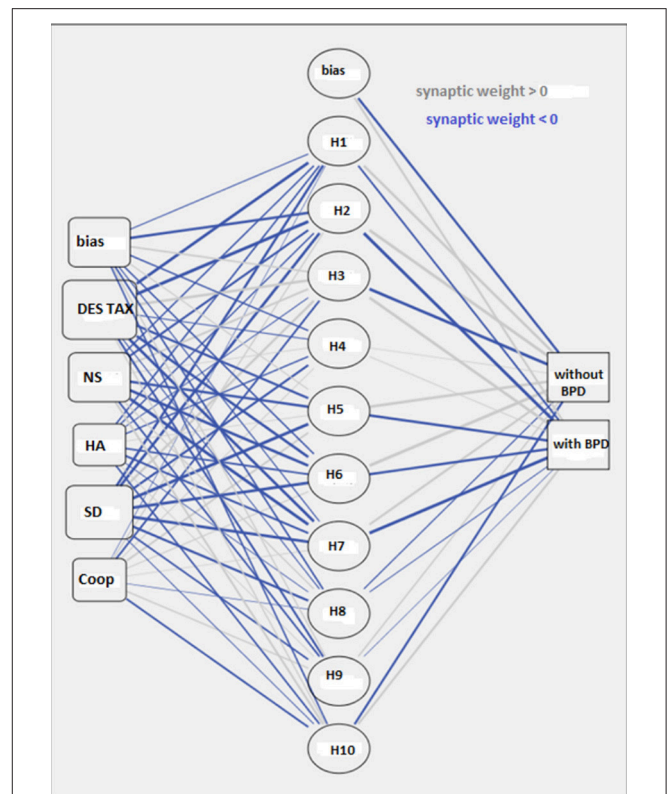 bias
synaptic weight > 0
synaptic weight < 0
H1
H2
bias
H3
DES TAX
H4
NS
without
BPD
H5
HA
with BPD
H6
SD
H7
Coop
H8
H9
H10